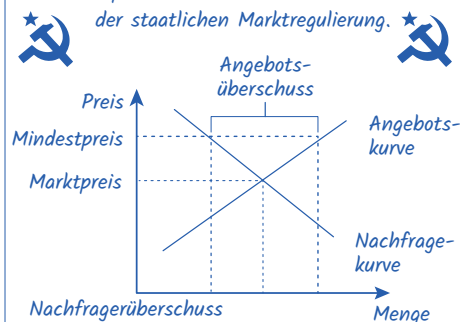 der staatlichen Marktregulierung.
Angebots-
überschuss
Preis
Mindestpreis
Marktpreis
Angebots-
kurve
Nachfrage-
kurve
Nachfragerüberschuss
Menge